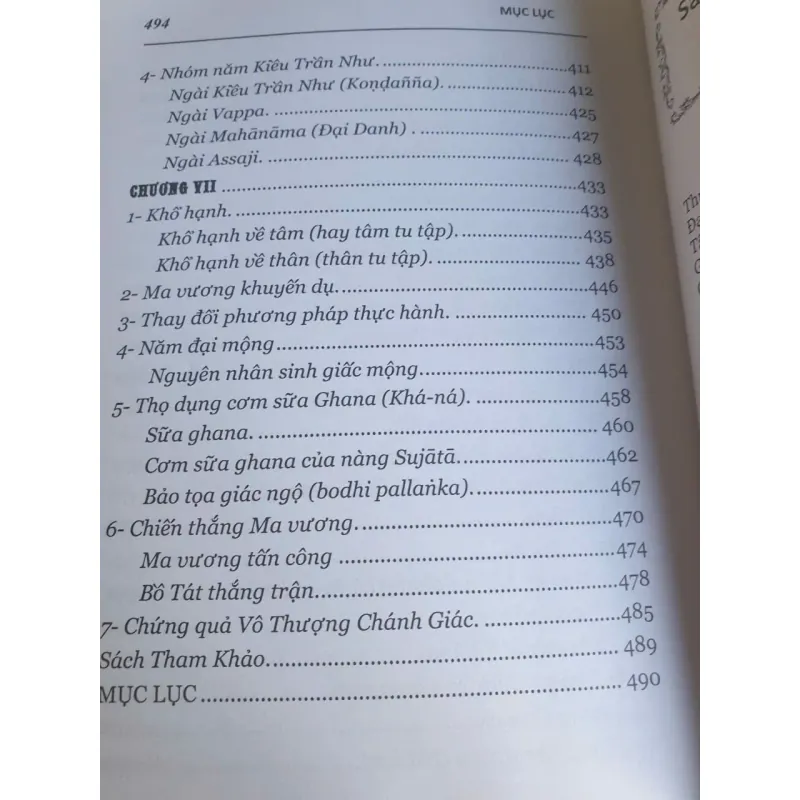 494 MỤC LỤC
4- Nhóm năm Kiều Trần Như. 411
Ngài Kiều Trần Như (Koṇḍañña). 412
Ngài Vappa. 425
Ngài Mahānāma (Đại Danh) . 427
Ngài Assaji. 428
CHƯƠNG VII 433
1- Khổ hạnh. 433
Khổ hạnh về tâm (hay tâm tu tập). 435
Khổ hạnh về thân (thân tu tập). 438
2- Ma vương khuyến dụ. 446
3- Thay đổi phương pháp thực hành. 450
4- Năm đại mộng 453
Nguyên nhân sinh giấc mộng. 454
5- Thọ dụng cơm sữa Ghana (Khá-ná). 458
Sữa ghana. 460
Cơm sữa ghana của nàng Sujātā. 462
Bảo tọa giác ngộ (bodhi pallaṅka). 467
6- Chiến thắng Ma vương. 470
Ma vương tấn công 474
Bồ Tát thắng trận. 478
7- Chứng quả Vô Thượng Chánh Giác. 485
Sách Tham Khảo. 489
MỤC LỤC 490